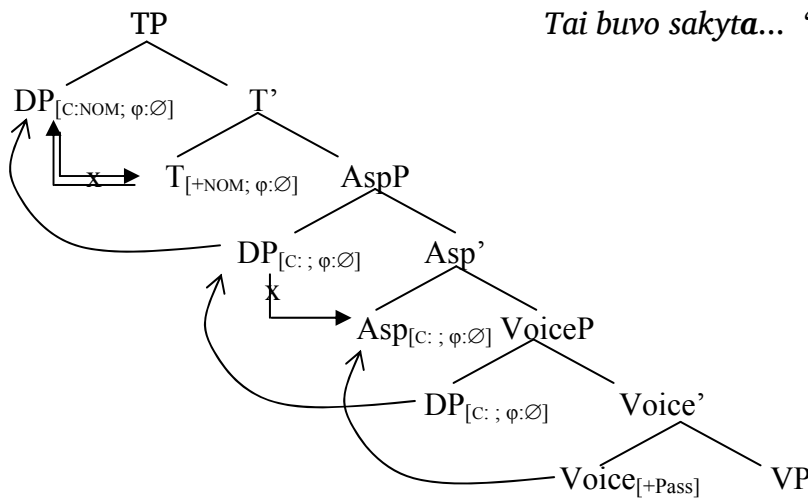 TP
Tai buvo sakyta... ‘
DP[C:NOM; φ:∅]
T’
x
T[+NOM; φ:∅]
AspP
DP[C: ; φ:∅]
Asp’
x
Asp[C: ; φ:∅]
VoiceP
DP[C: ; φ:∅]
Voice’
Voice[+Pass]
VP